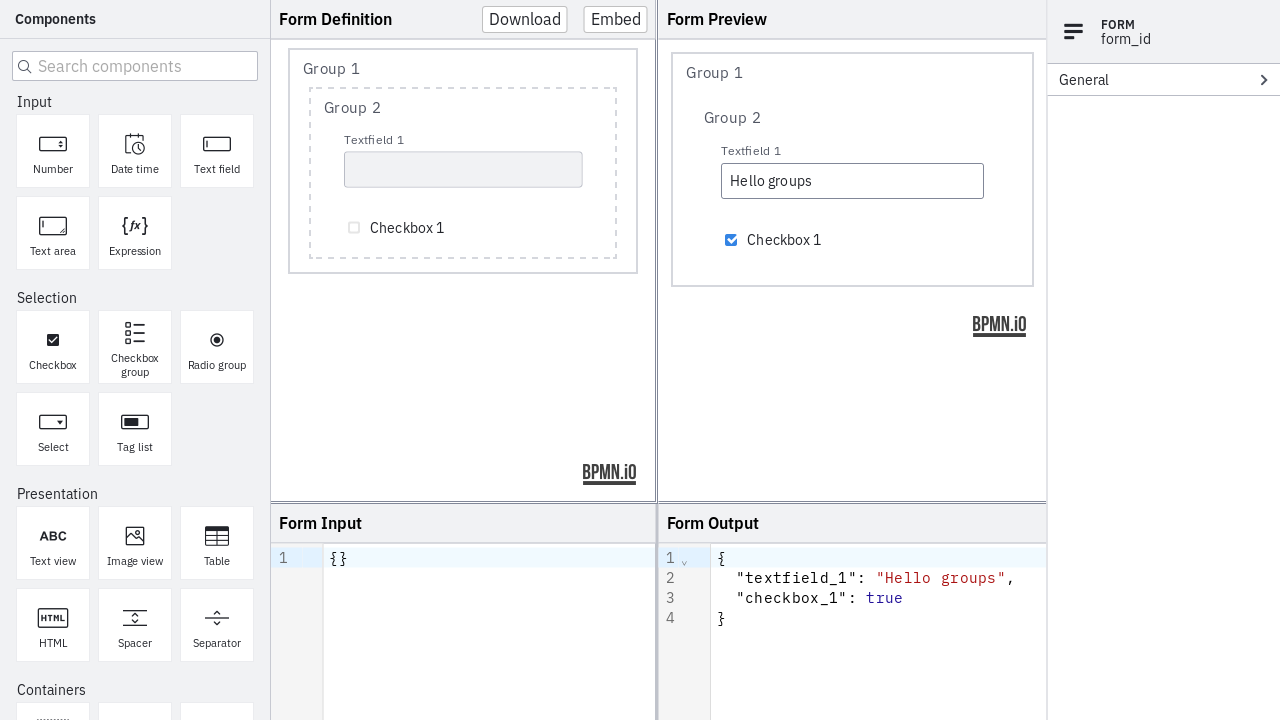 Components
Search components
Input
Number
Date time
Text field
Text area
Expression
Selection
Checkbox
Checkbox
group
Radio group
Select
Tag list
Presentation
ABC
Text view
Image view
Table
HTML
HTML
Spacer
Separator
Containers
Form Definition
Download
Embed
Group 1
Group 2
Textfield 1
Checkbox 1
BPMN.iO
Form Preview
Group 1
Group 2
Textfield 1
Hello groups
Checkbox 1
BPMN.iO
Form Input
1
{}
Form Output
1 {
2 "textfield_1": "Hello groups",
3 "checkbox_1": true
4 }
FORM
form_id
General